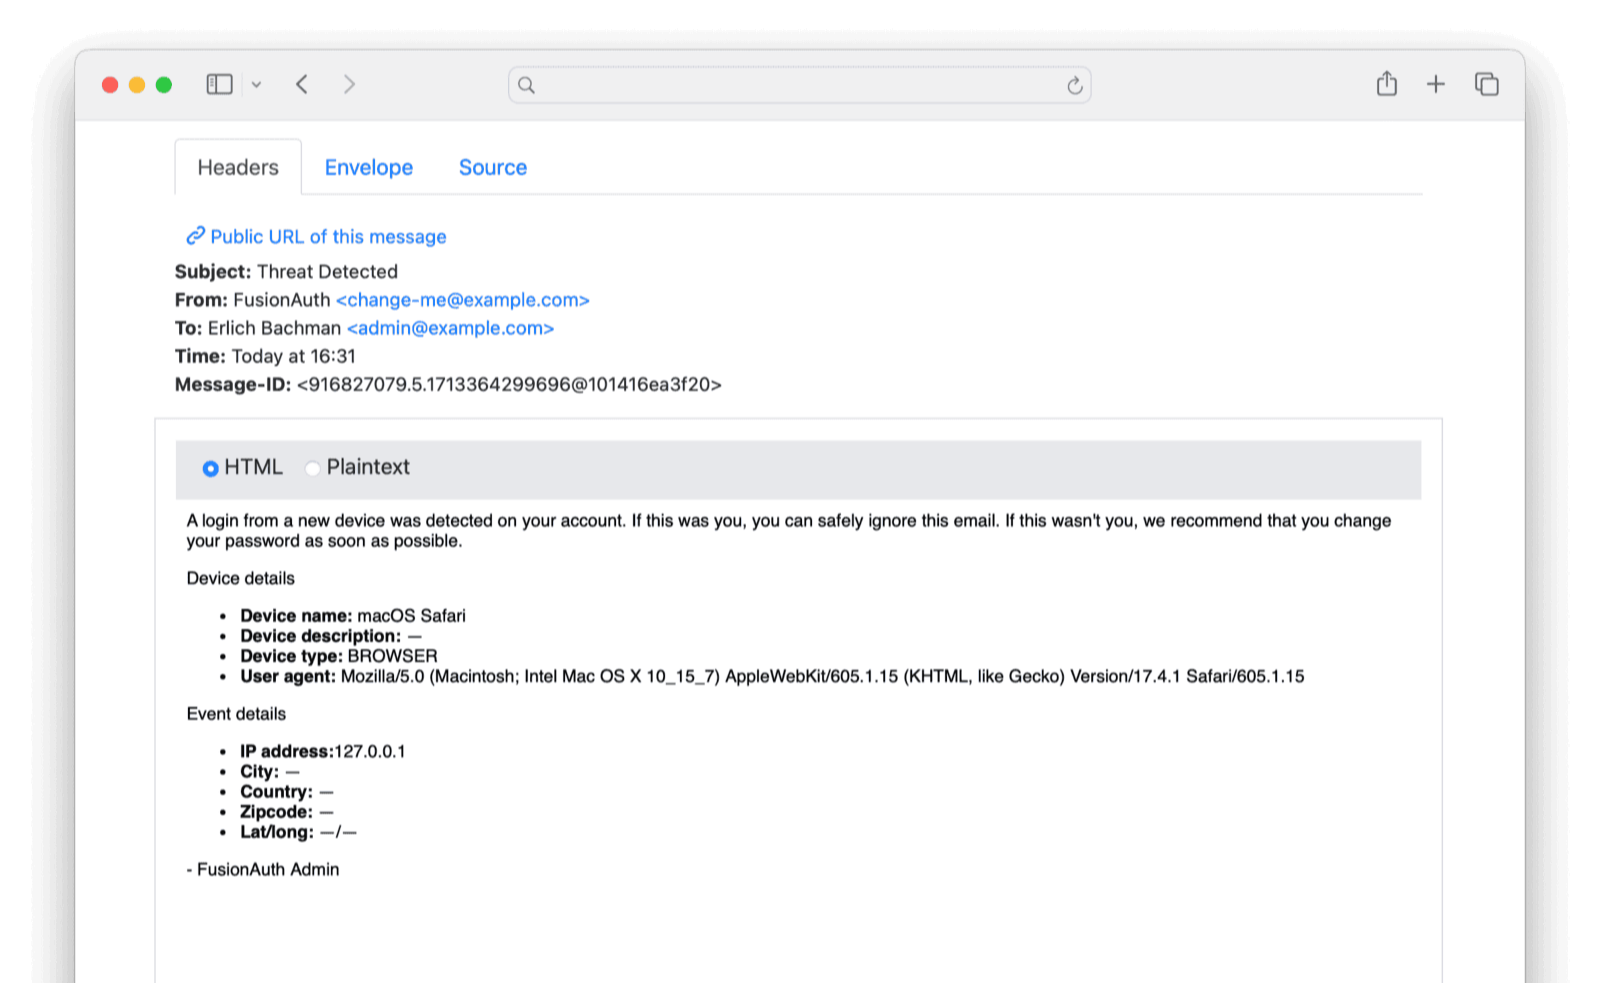 Headers Envelope Source
Public URL of this message
Subject: Threat Detected
From: FusionAuth <change-me@example.com>
To: Erlich Bachman <admin@example.com>
Time: Today at 16:31
Message-ID: <916827079.5.1713364299696@101416ea3f20>
HTML Plaintext
A login from a new device was detected on your account. If this was you, you can safely ignore this email. If this wasn't you, we recommend that you change
your password as soon as possible.
Device details
• Device name: macOS Safari
• Device description: —
• Device type: BROWSER
• User agent: Mozilla/5.0 (Macintosh; Intel Mac OS X 10_15_7) AppleWebKit/605.1.15 (KHTML, like Gecko) Version/17.4.1 Safari/605.1.15
Event details
• IP address:127.0.0.1
• City: —
• Country: —
• Zipcode: —
• Lat/long: —/—
- FusionAuth Admin